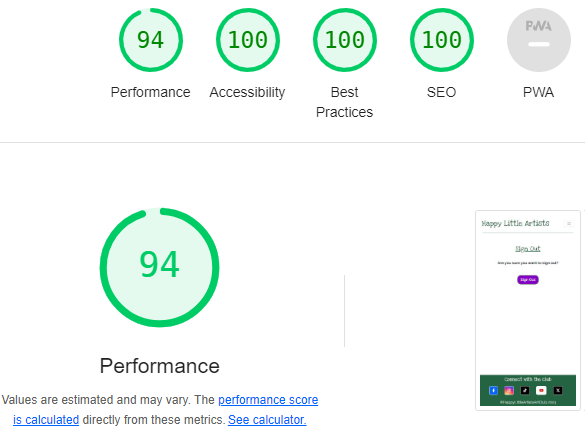 94
100
100
100
PWA
Performance
Accessibility
Best
Practices
SEO
PWA
94
Performance
Values are estimated and may vary. The performance score
is calculated directly from these metrics. See calculator.
Happy Little Artists
Sign Out
Are you sure you want to sign out?
Sign Out
Connect with the Club